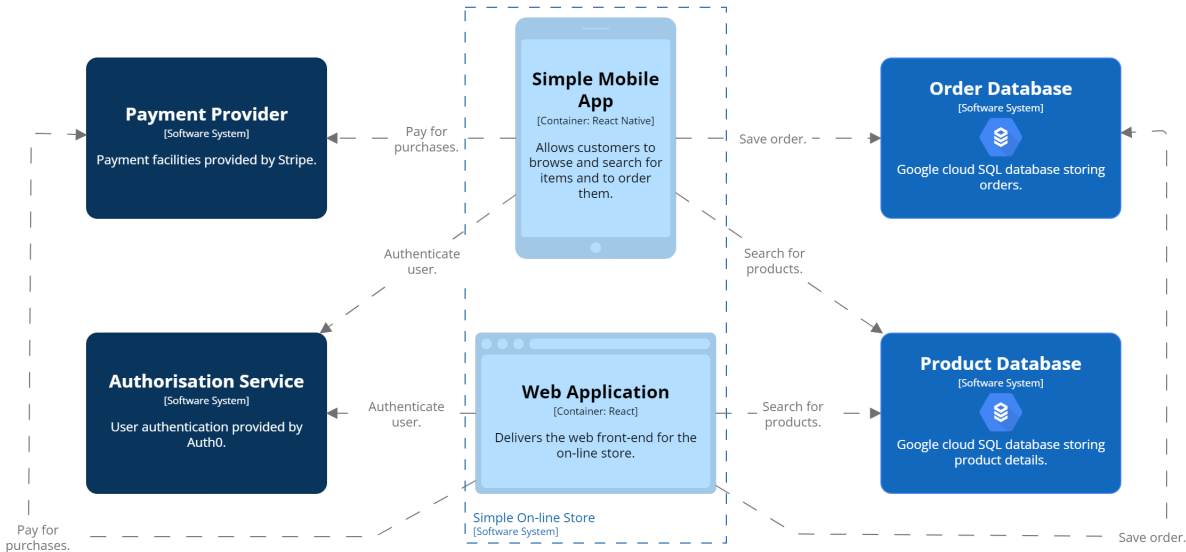 Simple Mobile
App
[Container: React Native]
Allows customers to
browse and search for
items and to order
them.
Payment Provider
[Software System]
Payment facilities provided by Stripe.
Pay for
purchases.
Save order.
Order Database
[Software System]
Google cloud SQL database storing
orders.
Authenticate
user.
Search for
products.
Authorisation Service
[Software System]
User authentication provided by
Auth0.
Authenticate
user.
Web Application
[Container: React]
Delivers the web front-end for the
on-line store.
Search for
products.
Product Database
[Software System]
Google cloud SQL database storing
product details.
Simple On-line Store
[Software System]
Pay for
purchases.
Save order.